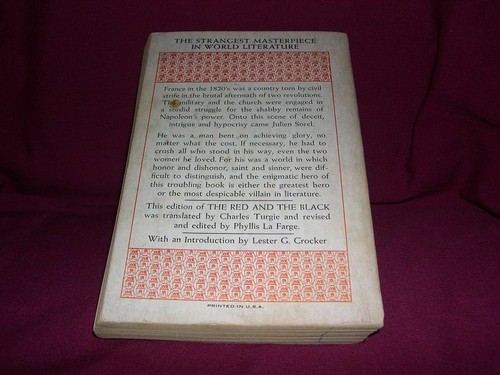 THE STRANGEST MASTERPIECE
IN WORLD LITERATURE
France in the 1820's was a country torn by civil
strife in the brutal aftermath of two revolutions.
The military and the church were engaged in
a sordid struggle for the shabby remains of
Napoleon's power. Onto this scene of deceit,
intrigue and hypocrisy came Julien Sorel.
He was a man bent on achieving glory, no
matter what the cost. If necessary, he had to
crush all who stood in his way, even the two
women he loved. For his was a world in which
honor and dishonor, saint and sinner, were dif-
ficult to distinguish, and the enigmatic hero of
this troubling book is either the greatest hero
or the most despicable villain in literature.
This edition of THE RED AND THE BLACK
was translated by Charles Turgie and revised
and edited by Phyllis La Farge.
With an Introduction by Lester G. Crocker
PRINTED IN U.S.A.